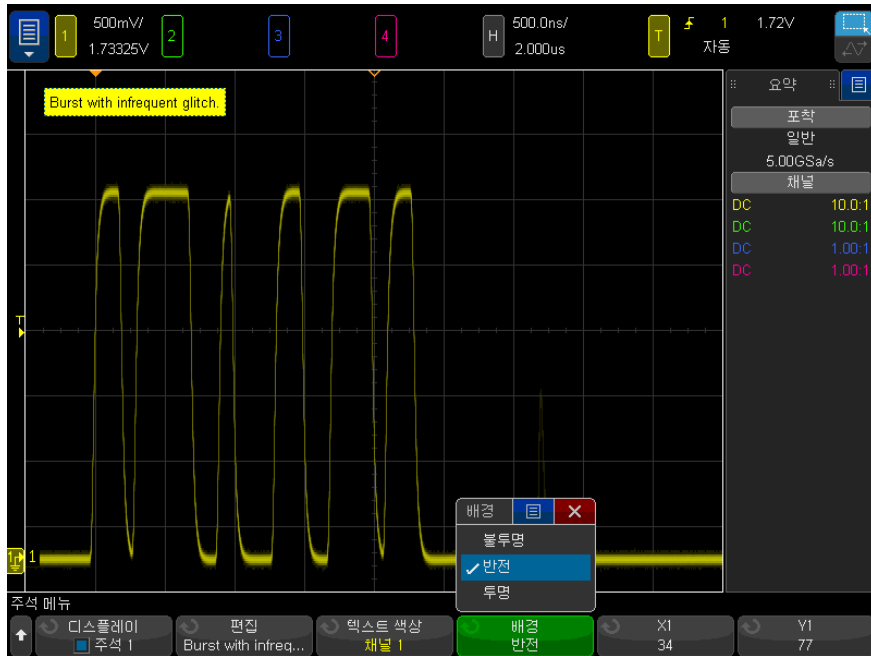 1
500mV/
1.73325V
2
3
4
H
500.0ns/
2.000us
T
1
1.72V
자동
Burst with infrequent glitch.
요약
포착
일반
5.00GSa/s
채널
DC 10.0:1
DC 10.0:1
DC 1.00:1
DC 1.00:1
T
1
배경
불투명
반전
투명
주석 메뉴
디스플레이
주석 1
편집
Burst with infreq...
텍스트 색상
채널 1
배경
반전
X1
34
Y1
77